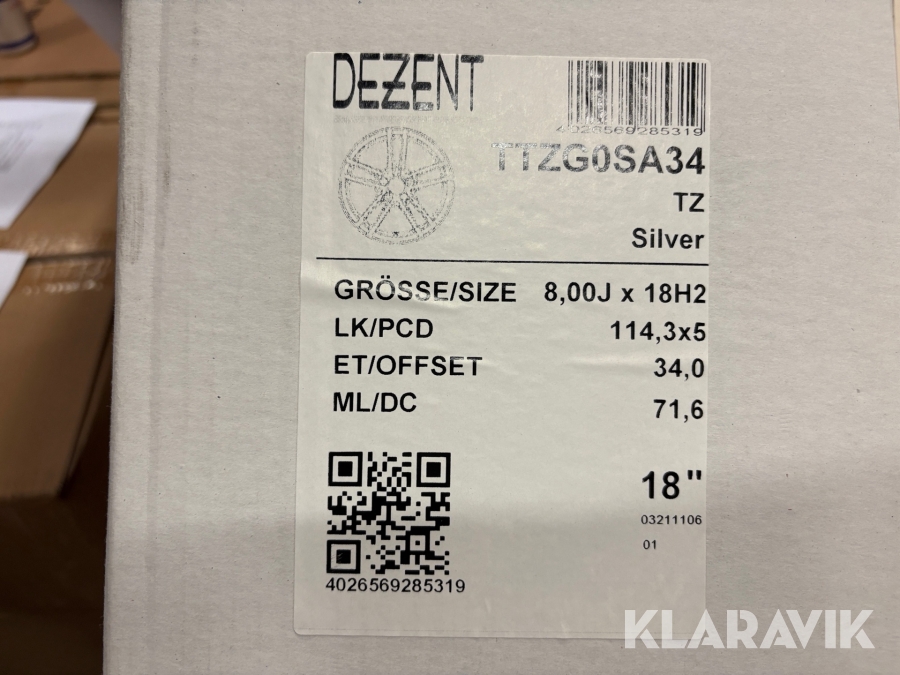 DEZENT
4026569285319
TTZG0SA34
TZ
Silver
GRÖSSE/SIZE 8,00J x 18H2
LK/PCD 114,3x5
ET/OFFSET 34,0
ML/DC 71,6
18"
03211106
01
4026569285319
KLARAVIK